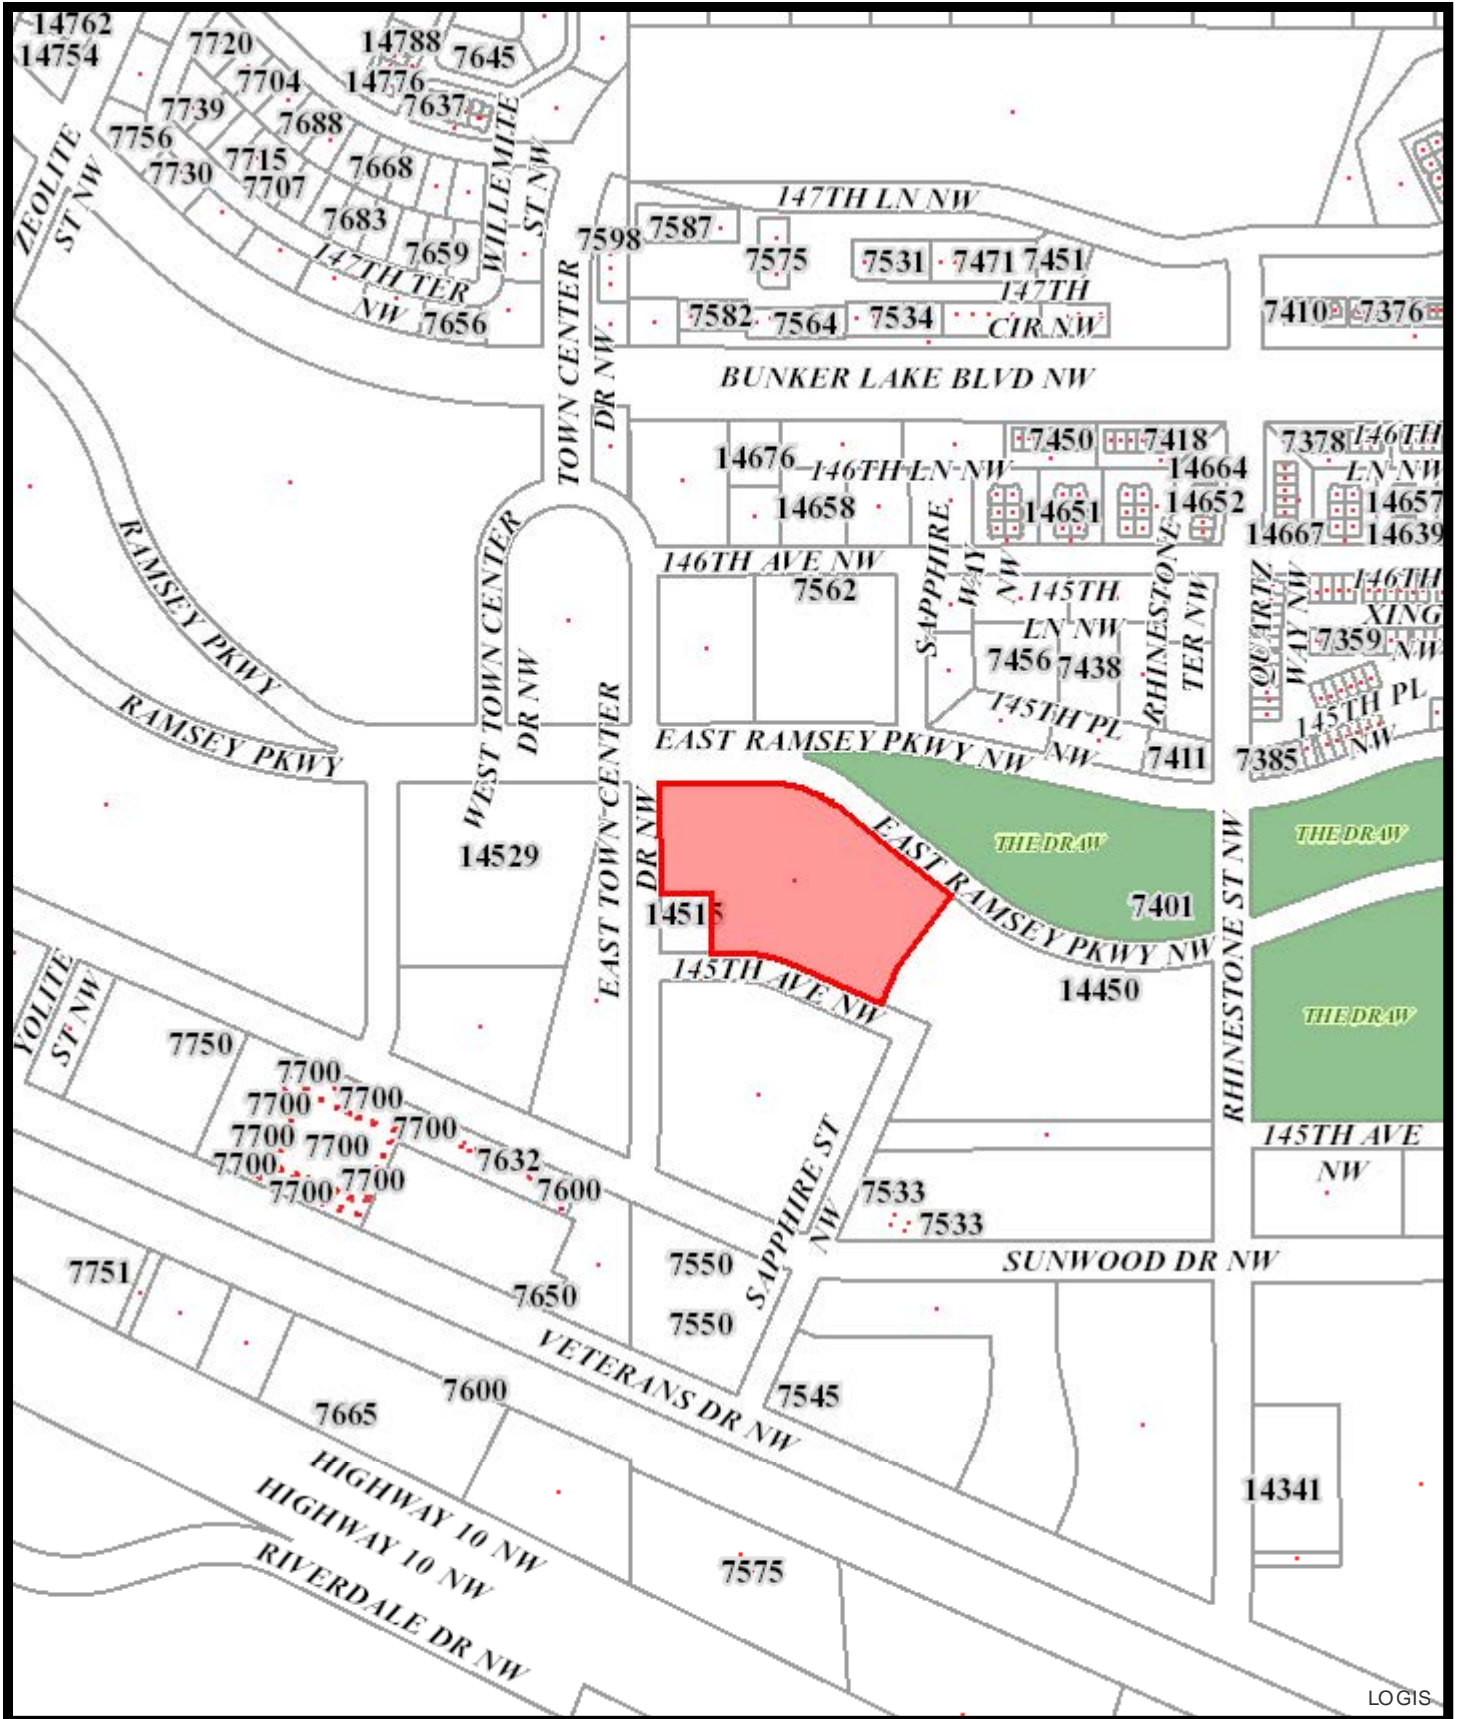 14762
14754
7720
14788
7645
7704
14776
7637
7739
7688
7756
7715
7668
7730
7707
7683
7659
ZEOLITE
ST NW
WILLEMITE
ST NW
147TH TER
NW
7656
147TH LN NW
7587
7598
7575
7531
7471
7451
147TH
CIR NW
7582
7564
7534
7410
7376
TOWN CENTER
DR NW
BUNKER LAKE BLVD NW
14676
146TH LN NW
7450
7418
14664
14652
14658
14651
7378
146TH
LN NW
14657
14667
14639
146TH AVE NW
7562
SAPPHIRE
WAY
NW
145TH
LN NW
7456
7438
RHINESTONE
TER NW
QUARTZ
WAY NW
146TH
XING
NW
7359
145TH PL
NW
145TH PL
NW
7411
7385
RAMSEY PKWY
RAMSEY PKWY
WEST TOWN CENTER
DR NW
EAST TOWN CENTER
DR NW
EAST RAMSEY PKWY NW
EAST RAMSEY PKWY NW
THE DRAW
THE DRAW
THE DRAW
7401
14529
14515
145TH AVE NW
14450
RHINESTONE ST NW
YOLITE
ST NW
7750
7700
7700
7700
7700
7700
7700
7700
7700
7700
7632
7600
145TH AVE
NW
SAPPHIRE ST
NW
7533
7533
SUNWOOD DR NW
7751
7550
7550
7650
VETERANS DR NW
7545
7600
7665
HIGHWAY 10 NW
HIGHWAY 10 NW
RIVERDALE DR NW
7575
14341
LOGIS